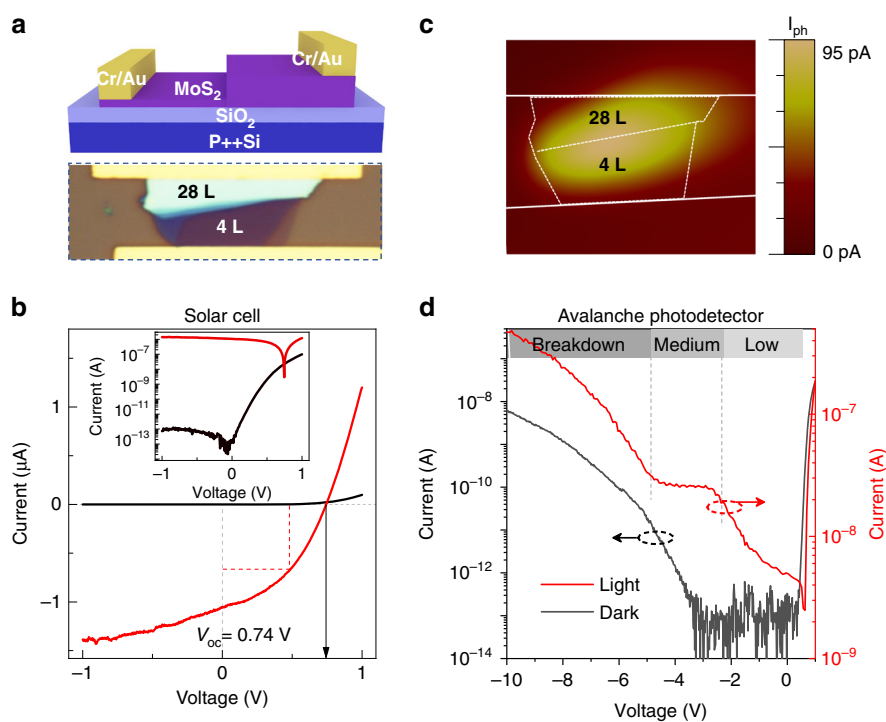 a
Cr/Au
Cr/Au
MoS₂
SiO₂
P++Si
28 L
4 L
c
I_ph
95 pA
0 pA
28 L
4 L
b
Solar cell
Current (µA)
1
0
−1
−1
0
1
Voltage (V)
V_oc= 0.74 V
Current (A)
10⁻⁷
10⁻⁹
10⁻¹¹
10⁻¹³
−1
0
1
Voltage (V)
d
Avalanche photodetector
Breakdown
Medium
Low
Current (A)
10⁻⁸
10⁻¹⁰
10⁻¹²
10⁻¹⁴
Light
Dark
−10
−8
−6
−4
−2
0
Voltage (V)
10⁻⁷
10⁻⁸
10⁻⁹
Current (A)